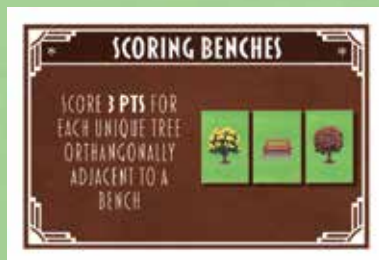 SCORING BENCHES
SCORE 3 PTS FOR
EACH UNIQUE TREE
ORTHANGONALLY
ADJACENT TO A
BENCH